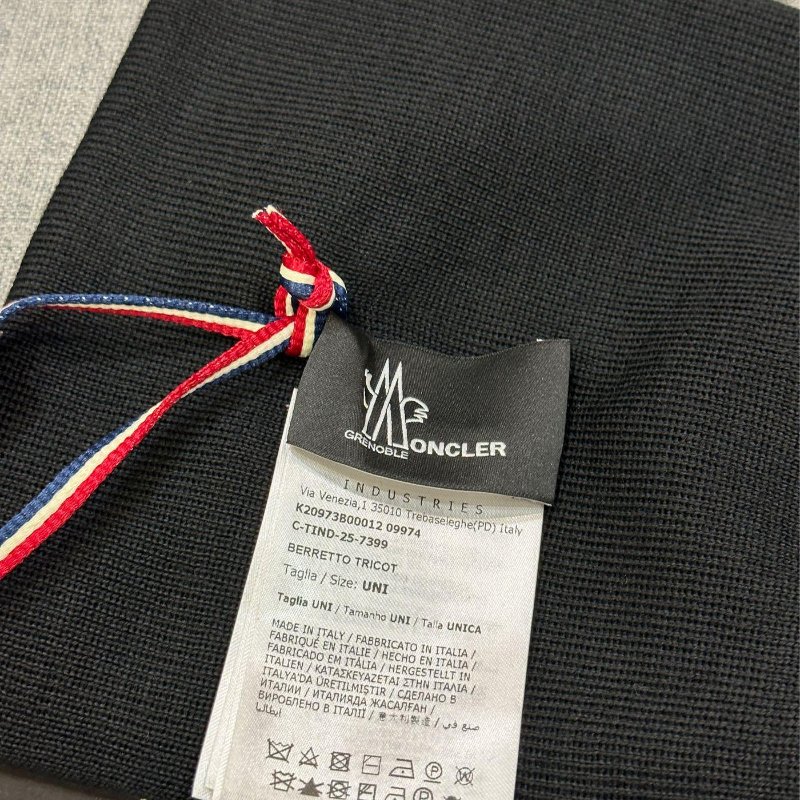 GRENOBLE MONCLER
INDUSTRIES
Via Venezia,1 35010 Trebaseleghe(PD) Italy
K20973B00012 09974
C-TIND-25-7399
BERRETTO TRICOT
Taglia / Size: UNI
Taglia UNI / Tamanho UNI / Talla UNICA
MADE IN ITALY / FABBRICATO IN ITALIA /
FABRIQUÉ EN ITALIE / HECHO EN ITALIA /
FABRICADO EM ITÁLIA / HERGESTELLT IN
ITALIEN / ΚΑΤΑΣΚΕΥΑΖΕΤΑΙ ΣΤΗΝ ΙΤΑΛΙΑ /
ITALYA'DA ÜRETILMIŞTIR / СДЕЛАНО В
ИТАЛИИ / ИТАЛИЯДА ЖАСАЛҒАН /
ВИРОБЛЕНО В ІТАЛІЇ / 意大利製造 / صنع في
إيطاليا